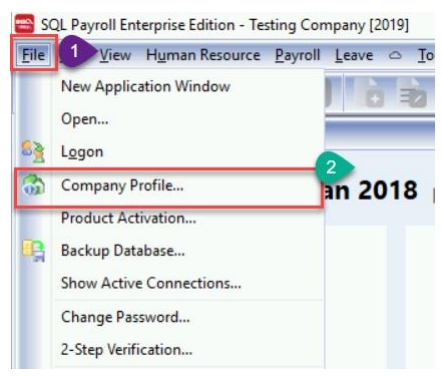 SQL Payroll Enterprise Edition - Testing Company [2019]
File 1 View Human Resource Payroll Leave To
New Application Window
Open...
Logon
2
Company Profile...
an 2018
Product Activation...
Backup Database...
Show Active Connections...
Change Password...
2-Step Verification...